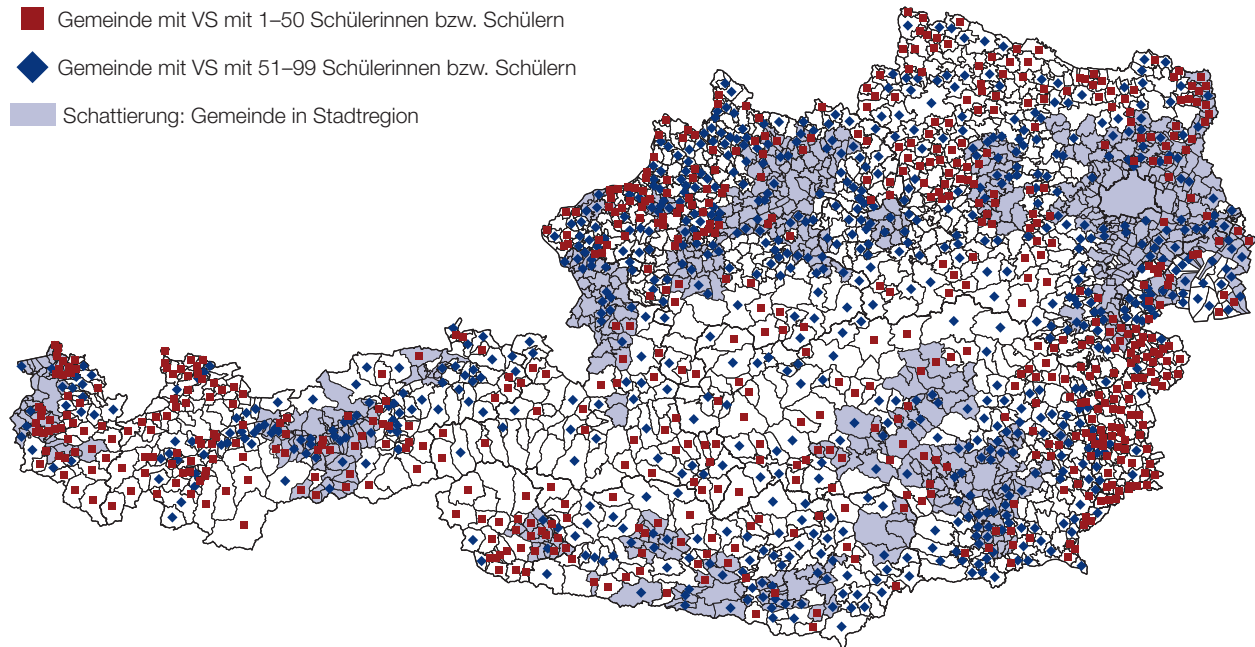 Gemeinde mit VS mit 1–50 Schülerinnen bzw. Schülern
Gemeinde mit VS mit 51–99 Schülerinnen bzw. Schülern
Schattierung: Gemeinde in Stadtregion